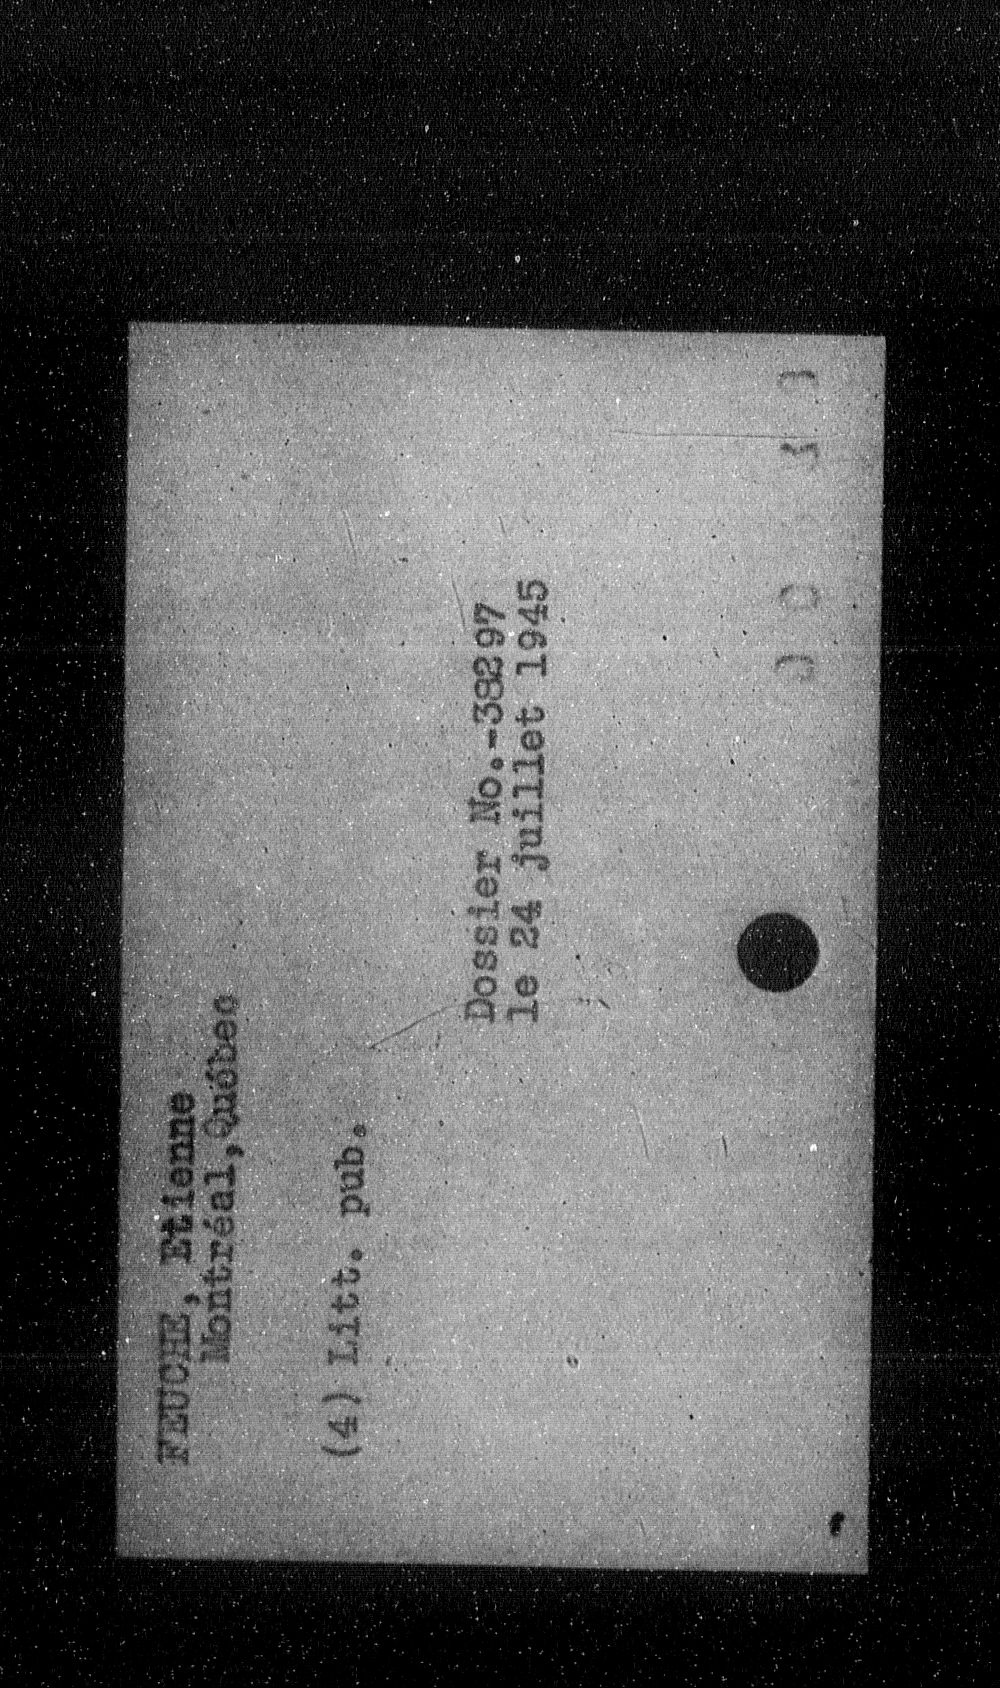 FEUCHE, Etienne
Montréal,Québec
(4) Litt. pub.
Dossier No.-38297
le 24 juillet 1945